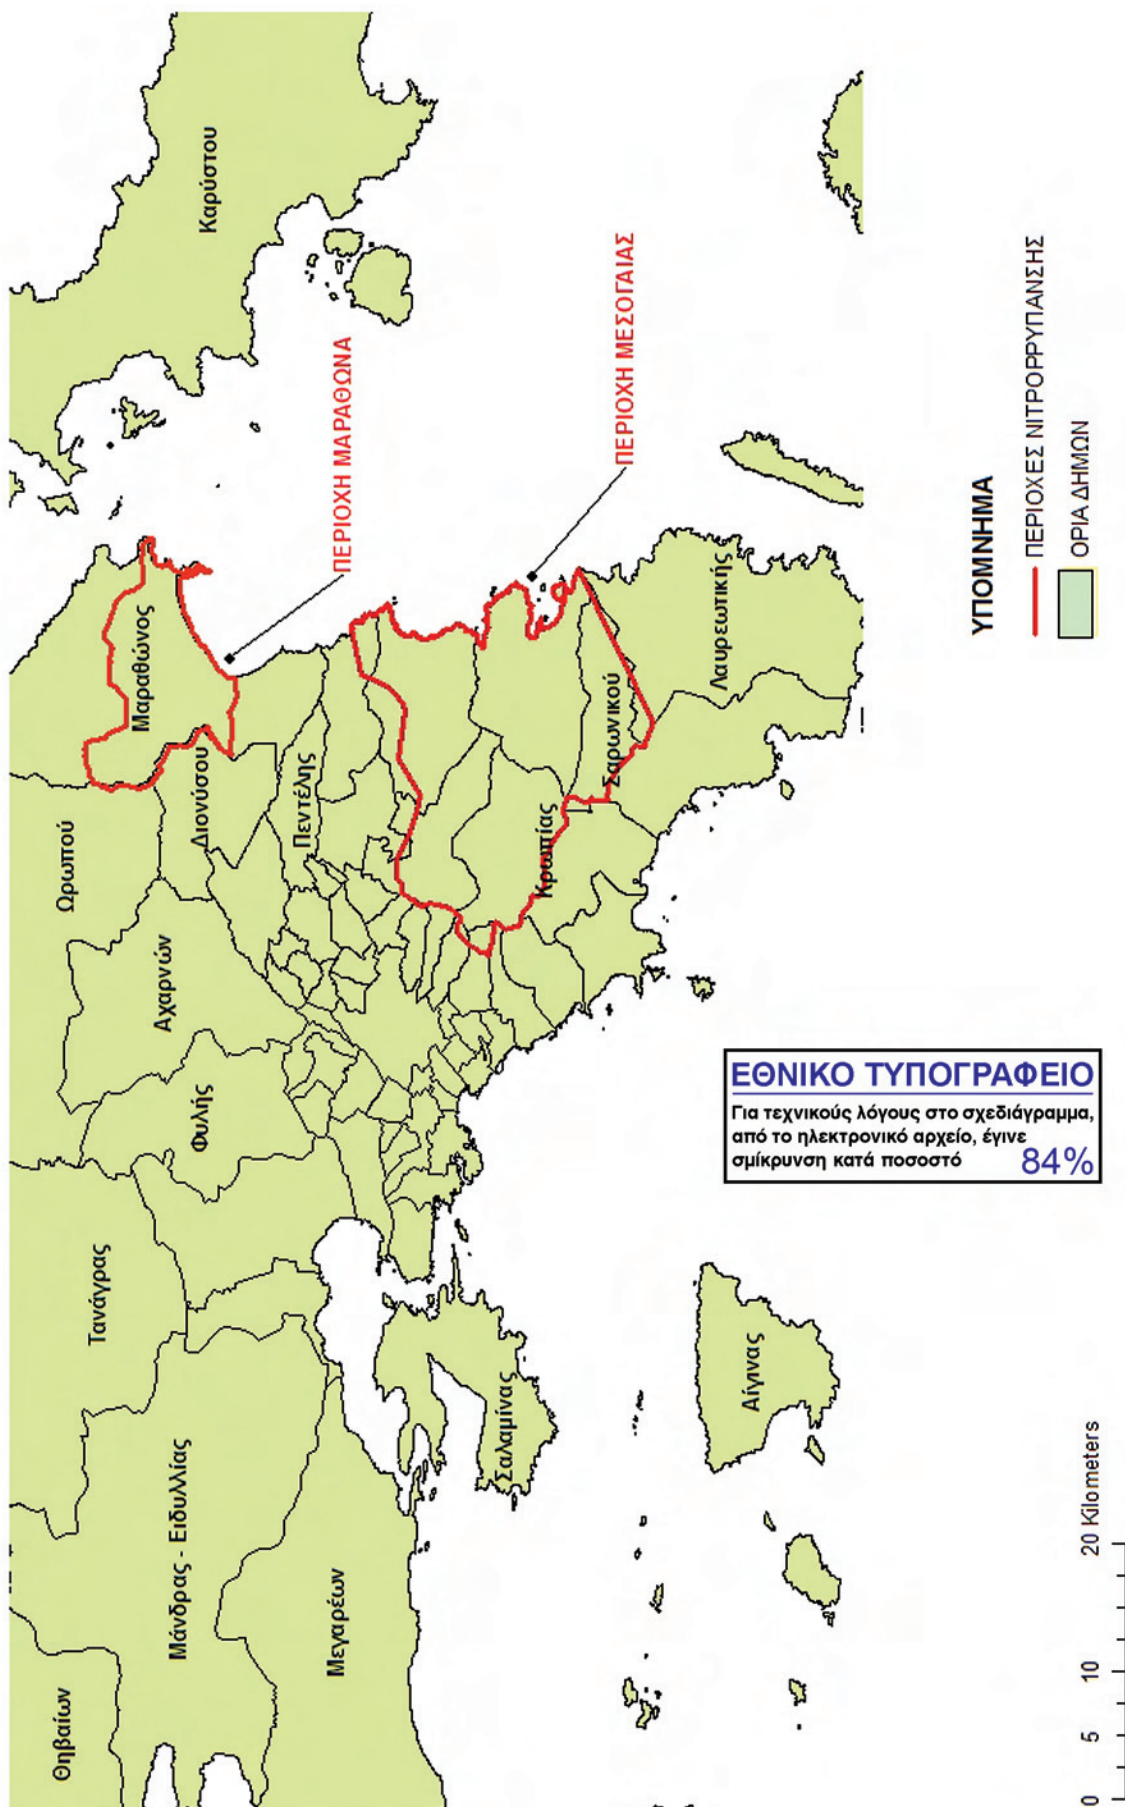 Καρύστου
ΠΕΡΙΟΧΗ ΜΑΡΑΘΩΝΑ
ΠΕΡΙΟΧΗ ΜΕΣΟΓΑΙΑΣ
Μαραθώνος
Διονύσου
Ωρωπού
Πεντέλης
Αχαρνών
Φυλής
Κρωπίας
Σαρωνικού
Λαυρεωτικής
Τανάγρας
Μάνδρας - Ειδυλλίας
Θηβαίων
Μεγαρέων
Σαλαμίνας
Αίγινας
ΥΠΟΜΝΗΜΑ
ΠΕΡΙΟΧΕΣ ΝΙΤΡΟΡΡΥΠΑΝΣΗΣ
ΟΡΙΑ ΔΗΜΩΝ
ΕΘΝΙΚΟ ΤΥΠΟΓΡΑΦΕΙΟ
Για τεχνικούς λόγους στο σχεδιάγραμμα,
από το ηλεκτρονικό αρχείο, έγινε
σμίκρυνση κατά ποσοστό 84%
0 5 10 20 Kilometers